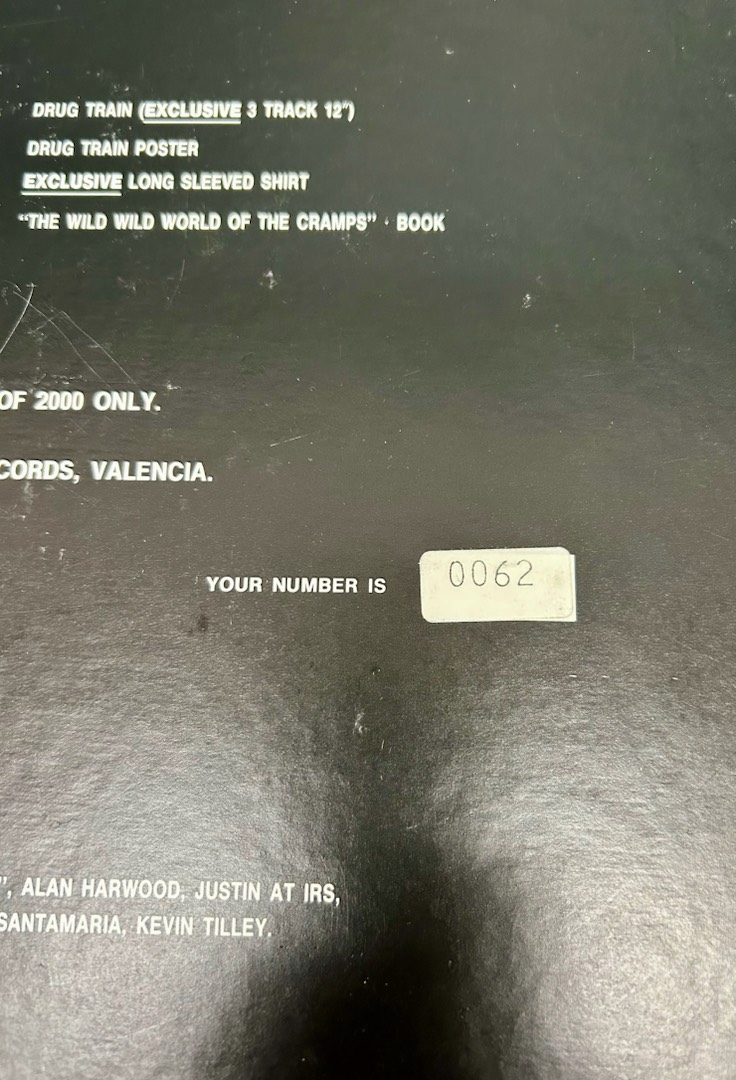 DRUG TRAIN (EXCLUSIVE 3 TRACK 12")
DRUG TRAIN POSTER
EXCLUSIVE LONG SLEEVED SHIRT
"THE WILD WILD WORLD OF THE CRAMPS" · BOOK
OF 2000 ONLY.
CORDS, VALENCIA.
YOUR NUMBER IS 0062
", ALAN HARWOOD, JUSTIN AT IRS,
SANTAMARIA, KEVIN TILLEY.